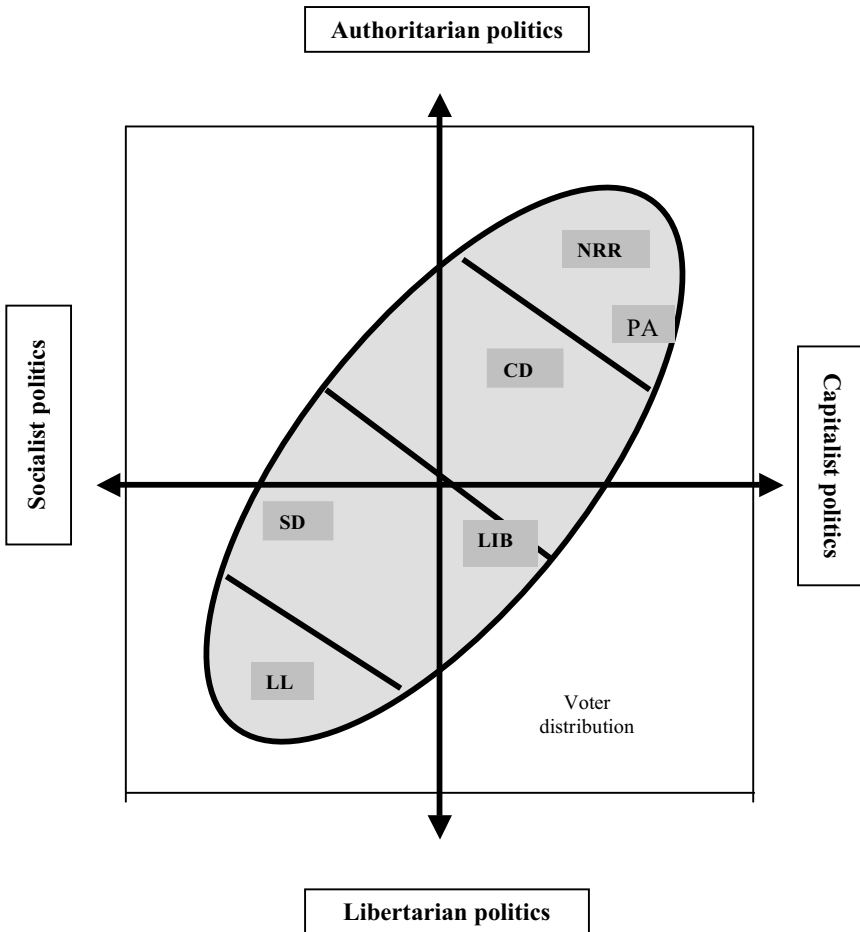 Authoritarian politics
NRR
PA
CD
Socialist politics
Capitalist politics
SD
LIB
LL
Voter
distribution
Libertarian politics